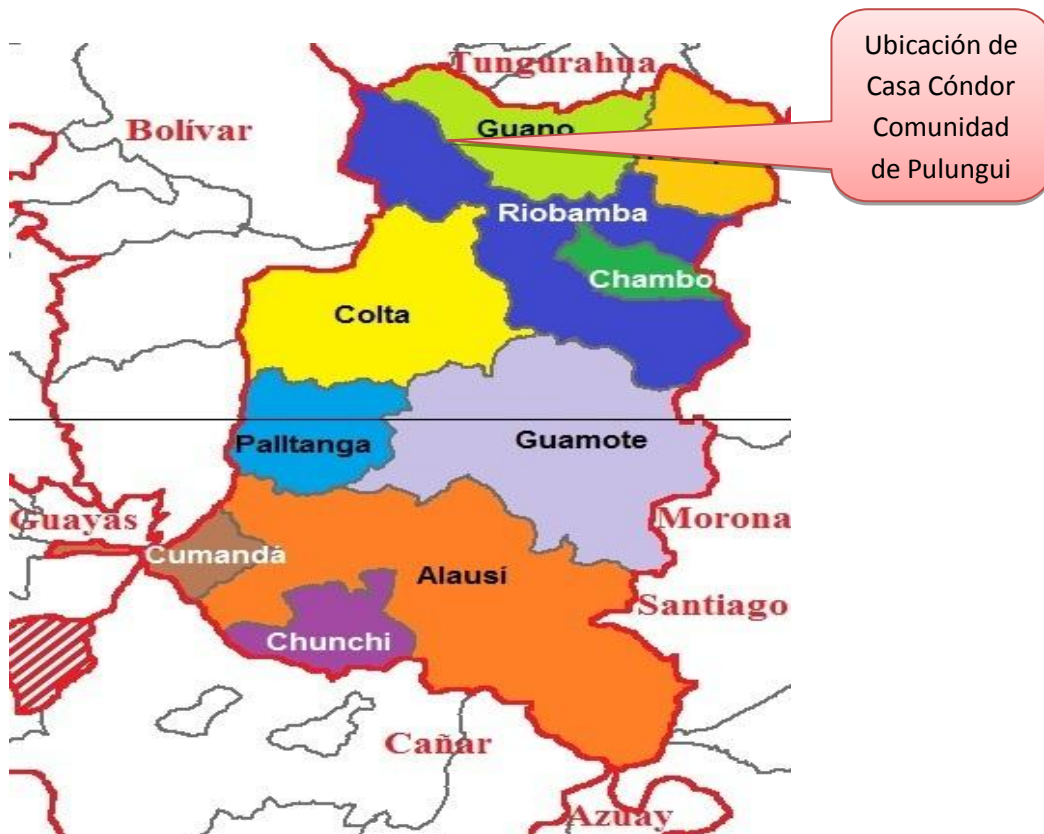 Ubicación de
Casa Cóndor
Comunidad
de Pulungui
Tungurahua
Bolívar
Guano
Riobamba
Chambo
Colta
Palltanga
Guamote
Guayas
Morona
Cumandá
Alausí
Santiago
Chunchi
Cañar
Azuay